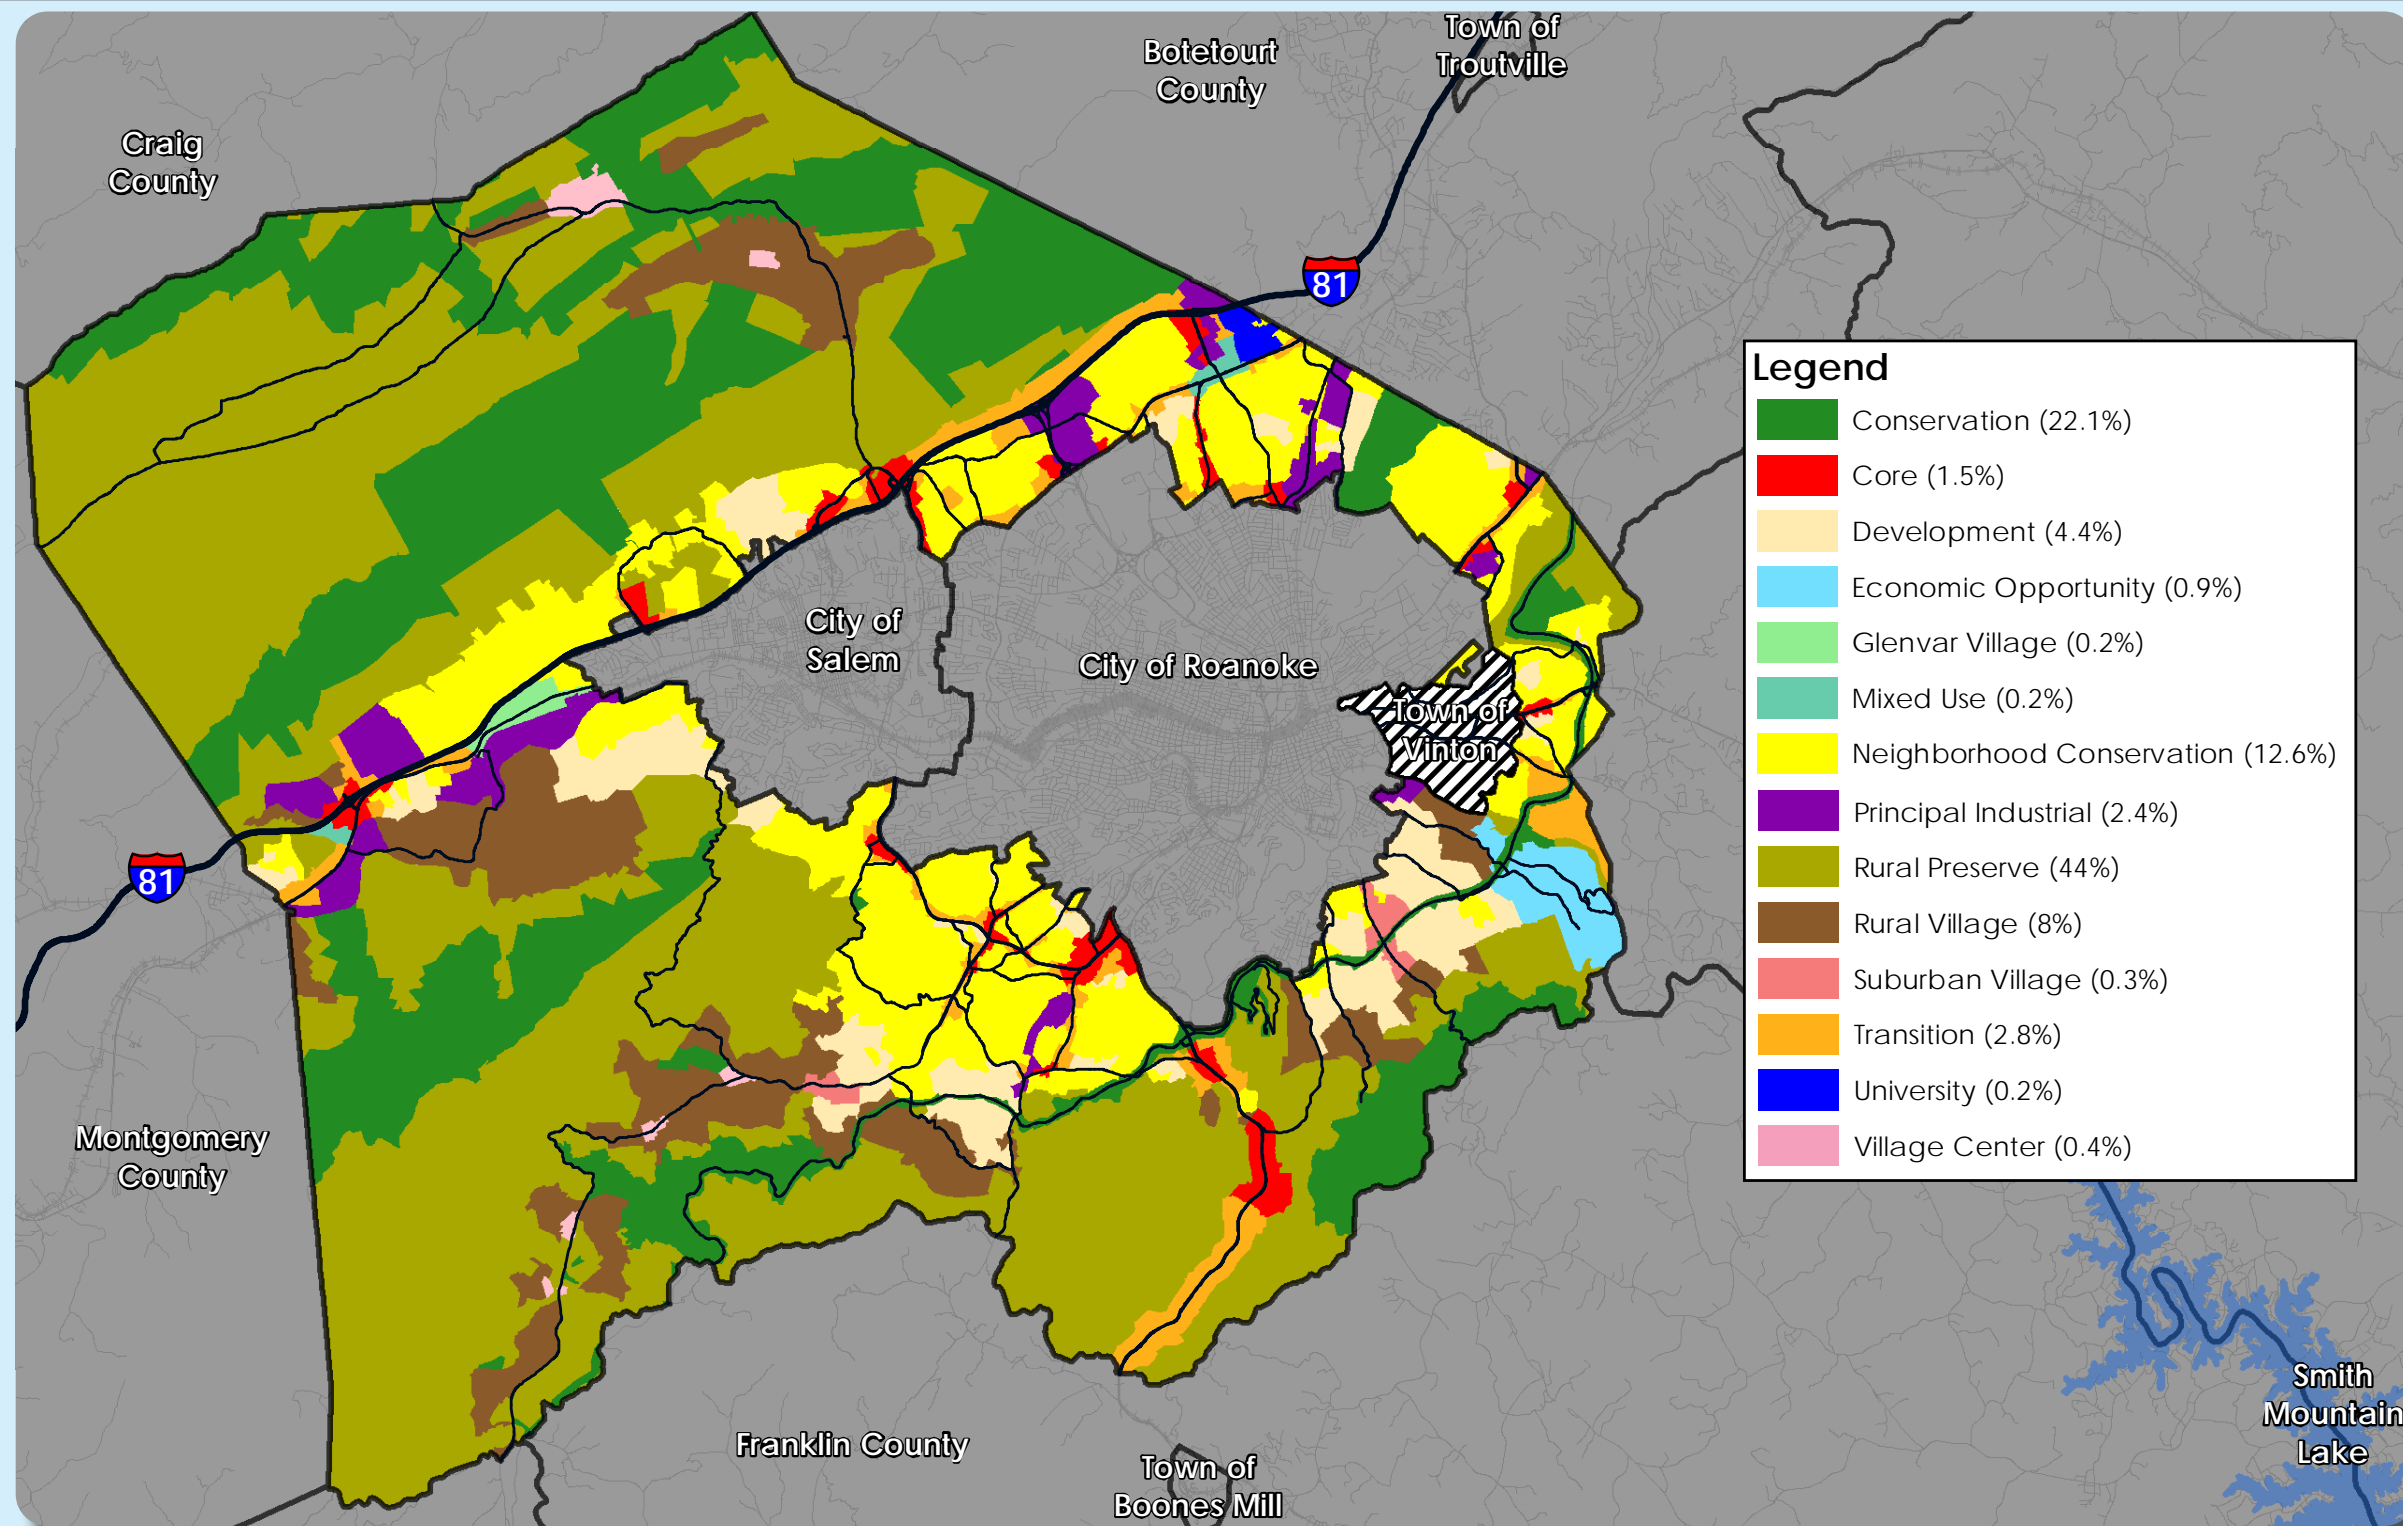 Town of
Troutville
Botetourt
County
Craig
County
81
Legend
Conservation (22.1%)
Core (1.5%)
Development (4.4%)
Economic Opportunity (0.9%)
Glenvar Village (0.2%)
Mixed Use (0.2%)
Neighborhood Conservation (12.6%)
Principal Industrial (2.4%)
Rural Preserve (44%)
Rural Village (8%)
Suburban Village (0.3%)
Transition (2.8%)
University (0.2%)
Village Center (0.4%)
City of
Salem
City of Roanoke
Town of
Vinton
81
Montgomery
County
Franklin County
Town of
Boones Mill
Smith
Mountain
Lake